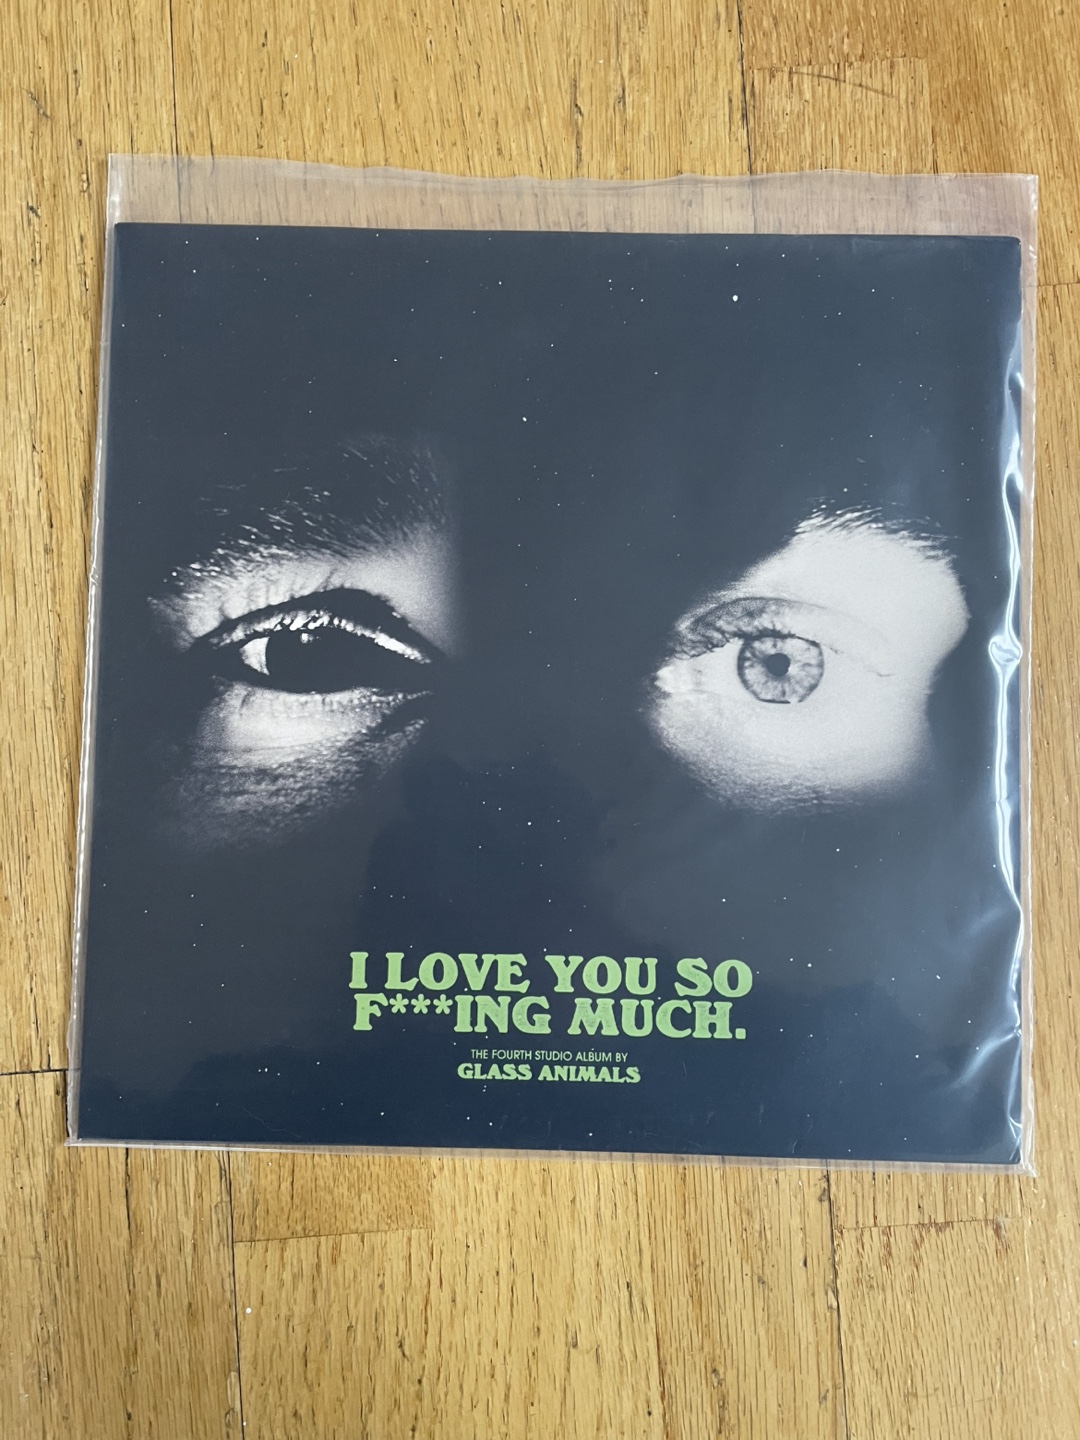 I LOVE YOU SO
F***ING MUCH.
THE FOURTH STUDIO ALBUM BY
GLASS ANIMALS